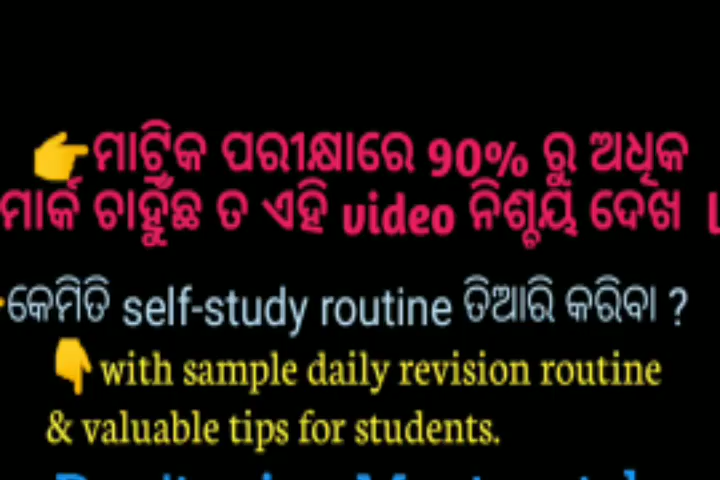 👉ମାଟ୍ରିକ ପରୀକ୍ଷାରେ 90% ରୁ ଅଧିକ
ମାର୍କ ଚାହୁଁଛ ତ ଏହି video ନିଶ୍ଚୟ ଦେଖ
କେମିତି self-study routine ତିଆରି କରିବା ?
👇with sample daily revision routine
& valuable tips for students.